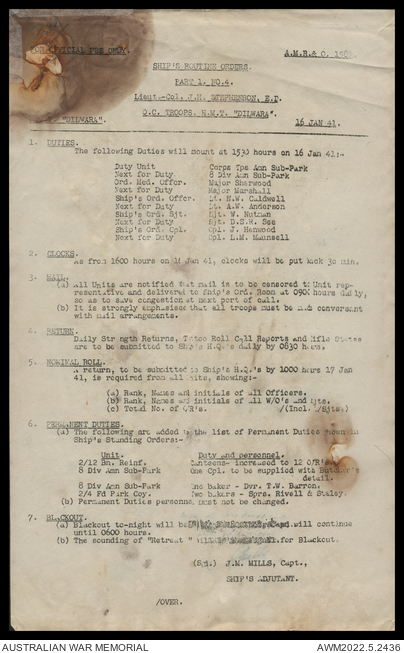 FOR OFFICIAL USE ONLY.
A.M.R.& O.
SHIP'S ROUTINE ORDERS.
PART 1. NO.4.
Lieut.-Col. J.H. STEPHENSON, E.D.
O.C. TROOPS. H.M.T. "DILWARA".
"DILWARA".
16 JAN 41.
1. DUTIES.
The following Duties will mount at 1530 hours on 16 Jan 41:-
Duty Unit Corps Tps Amn Sub-Park
Next for Duty 8 Div Amn Sub-Park
Ord. Med. Offer. Major Sharwood
Next for Duty Major Marshall
Ship's Ord. Offer. Lt. N.W. Caldwell
Next for Duty Lt. A.W. Anderson
Ship's Ord. Sjt. Sjt. W. Nutman
Next for Duty Sjt. D.S.R. See
Ship's Ord. Cpl. Cpl. J. Henwood
Next for Duty Cpl. L.M. Maunsell
2. CLOCKS.
As from 1600 hours on 16 Jan 41, clocks will be put back 30 min.
3. MAIL.
(a) All Units are notified that mail is to be censored by Unit rep-
resentative and delivered to Ship's Ord. Room at 0900 hours daily,
so as to save congestion at next port of call.
(b) It is strongly emphasised that all troops must be made conversant
with mail arrangements.
4. RETURN.
Daily Strength Returns, Tattoo Roll Call Reports and Rifle States
are to be submitted to Ship's H.Q.'s daily by 0830 hours.
5. NOMINAL ROLL.
A return, to be submitted to Ship's H.Q.'s by 1000 hours 17 Jan
41, is required from all Units, showing:-
(a) Rank, Names and initials of all Officers.
(b) Rank, Names and initials of all W/O's and Sjts.
(c) Total No. of O/R's. /(Incl. L/Sjts.)
6. PERMANENT DUTIES.
(a) The following are added to the list of Permanent Duties shown in
Ship's Standing Orders:-
Unit. Duty and personnel.
2/12 Bn. Reinf. Canteens- increased to 12 O/R's.
8 Div Amn Sub-Park One Cpl. to be supplied with Butcher's
detail.
8 Div Amn Sub-Park One baker - Dvr. T.W. Barron.
2/4 Fd Park Coy. Two bakers - Sprs. Rivell & Staley.
(b) Permanent Duties personnel must not be changed.
7. BLACKOUT.
(a) Blackout to-night will be and will continue
until 0600 hours.
(b) The sounding of "Retreat" will be for Blackout.
(Sgd.) J.M. MILLS, Capt.,
SHIP'S ADJUTANT.
/OVER.
AUSTRALIAN WAR MEMORIAL
AWM2022.5.2436